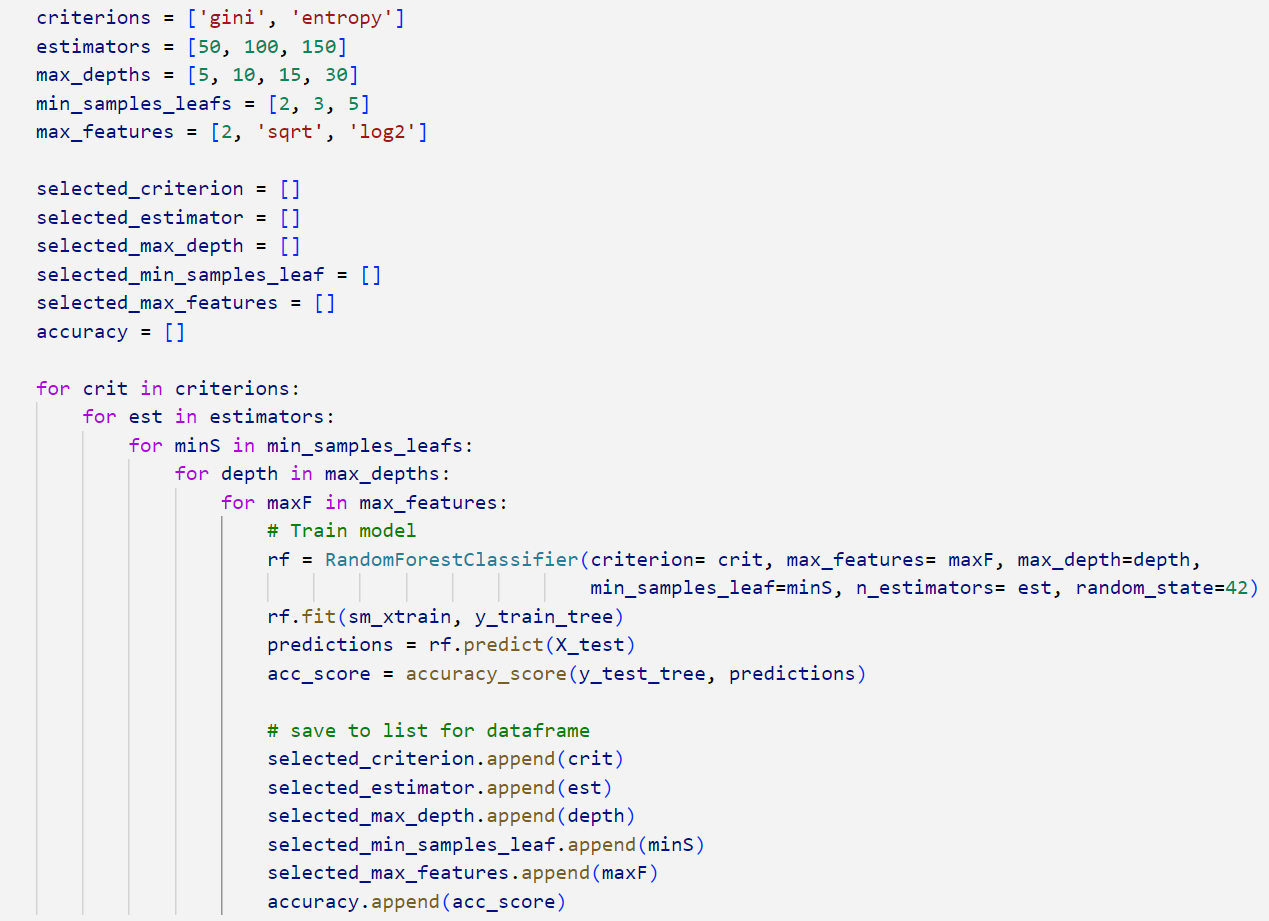 criterions = ['gini', 'entropy']
estimators = [50, 100, 150]
max_depths = [5, 10, 15, 30]
min_samples_leafs = [2, 3, 5]
max_features = [2, 'sqrt', 'log2']

selected_criterion = []
selected_estimator = []
selected_max_depth = []
selected_min_samples_leaf = []
selected_max_features = []
accuracy = []

for crit in criterions:
    for est in estimators:
        for minS in min_samples_leafs:
            for depth in max_depths:
                for maxF in max_features:
                    # Train model
                    rf = RandomForestClassifier(criterion= crit, max_features= maxF, max_depth=depth,
                                                min_samples_leaf=minS, n_estimators= est, random_state=42)
                    rf.fit(sm_xtrain, y_train_tree)
                    predictions = rf.predict(X_test)
                    acc_score = accuracy_score(y_test_tree, predictions)

                    # save to list for dataframe
                    selected_criterion.append(crit)
                    selected_estimator.append(est)
                    selected_max_depth.append(depth)
                    selected_min_samples_leaf.append(minS)
                    selected_max_features.append(maxF)
                    accuracy.append(acc_score)